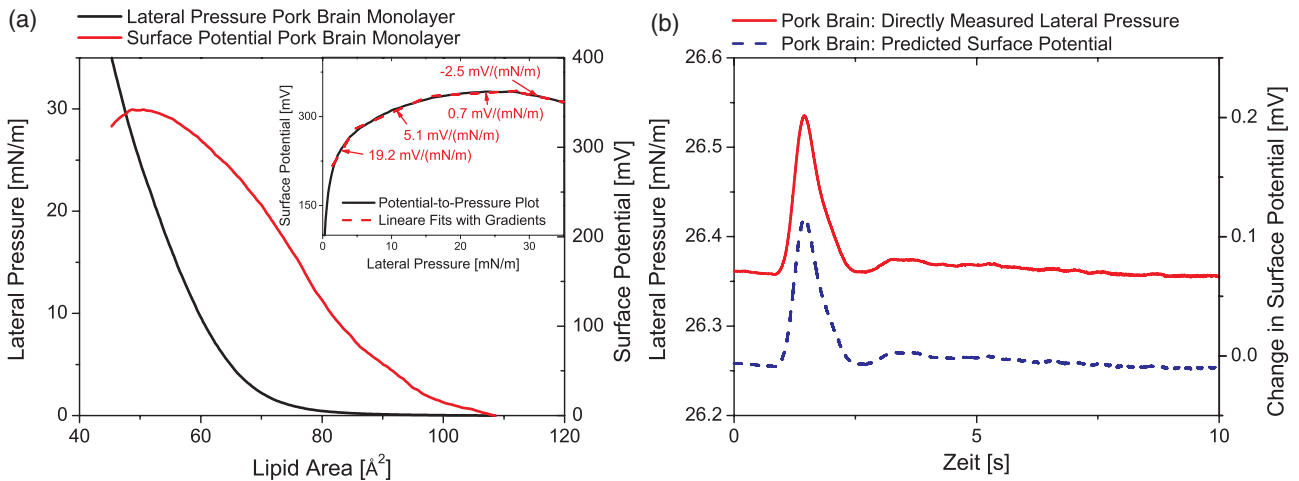 (a)
Lateral Pressure Pork Brain Monolayer
Surface Potential Pork Brain Monolayer
Lateral Pressure [mN/m]
30
20
10
0
40
60
80
100
120
Lipid Area [Å²]
400
300
200
100
0
Surface Potential [mV]
Surface Potential [mV]
300
200
0
10
20
30
Lateral Pressure [mN/m]
-2.5 mV/(mN/m)
0.7 mV/(mN/m)
5.1 mV/(mN/m)
19.2 mV/(mN/m)
Potential-to-Pressure Plot
Lineare Fits with Gradients
(b)
Pork Brain: Directly Measured Lateral Pressure
Pork Brain: Predicted Surface Potential
Lateral Pressure [mN/m]
26.6
26.5
26.4
26.3
26.2
0
5
10
Zeit [s]
0.2
0.1
0.0
Change in Surface Potential [mV]